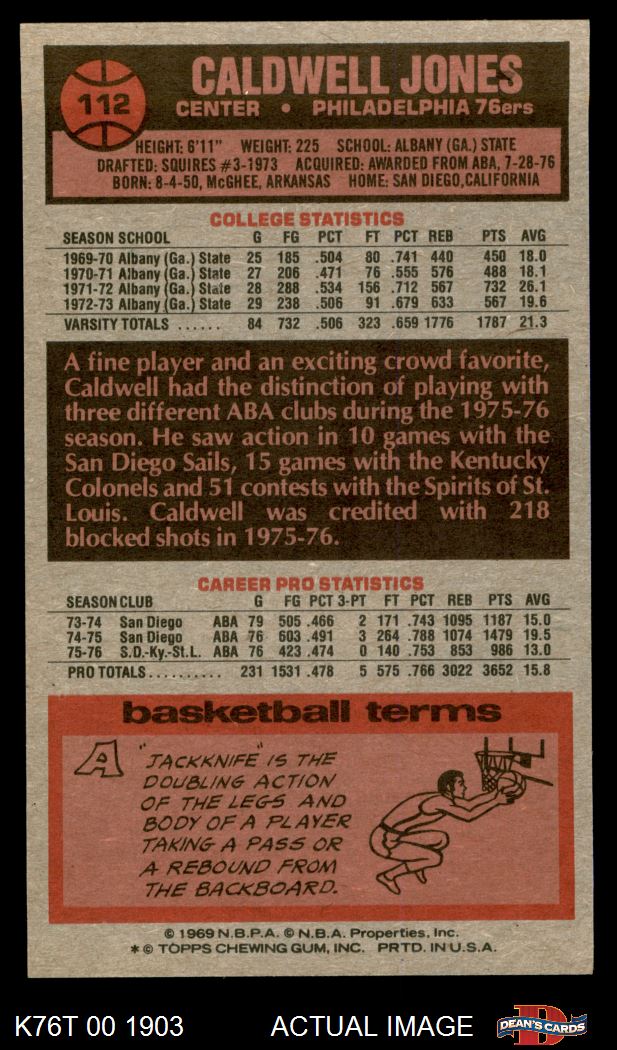 112
CALDWELL JONES
CENTER • PHILADELPHIA 76ers
HEIGHT: 6'11" WEIGHT: 225 SCHOOL: ALBANY (GA.) STATE
DRAFTED: SQUIRES #3-1973 ACQUIRED: AWARDED FROM ABA, 7-28-76
BORN: 8-4-50, McGHEE, ARKANSAS HOME: SAN DIEGO, CALIFORNIA
COLLEGE STATISTICS
SEASON SCHOOL G FG PCT FT PCT REB PTS AVG
1969-70 Albany (Ga.) State 25 185 .504 80 .741 440 450 18.0
1970-71 Albany (Ga.) State 27 206 .471 76 .555 576 488 18.1
1971-72 Albany (Ga.) State 28 288 .534 156 .712 567 732 26.1
1972-73 Albany (Ga.) State 29 238 .506 91 .679 633 567 19.6
VARSITY TOTALS ...... 84 732 .506 323 .659 1776 1787 21.3
A fine player and an exciting crowd favorite,
Caldwell had the distinction of playing with
three different ABA clubs during the 1975-76
season. He saw action in 10 games with the
San Diego Sails, 15 games with the Kentucky
Colonels and 51 contests with the Spirits of St.
Louis. Caldwell was credited with 218
blocked shots in 1975-76.
CAREER PRO STATISTICS
SEASON CLUB G FG PCT 3-PT FT PCT REB PTS AVG
73-74 San Diego ABA 79 505 .466 2 171 .743 1095 1187 15.0
74-75 San Diego ABA 76 603 .491 3 264 .788 1074 1479 19.5
75-76 S.D.-Ky.-St.L. ABA 76 423 .474 0 140 .753 853 986 13.0
PRO TOTALS.......... 231 1531 .478 5 575 .766 3022 3652 15.8
basketball terms
A "JACKKNIFE" IS THE
DOUBLING ACTION
OF THE LEGS AND
BODY OF A PLAYER
TAKING A PASS OR
A REBOUND FROM
THE BACKBOARD.
© 1969 N.B.P.A. © N.B.A. Properties, Inc.
* © TOPPS CHEWING GUM, INC. PRTD. IN U.S.A.
K76T 00 1903 ACTUAL IMAGE D DEAN'S CARDS